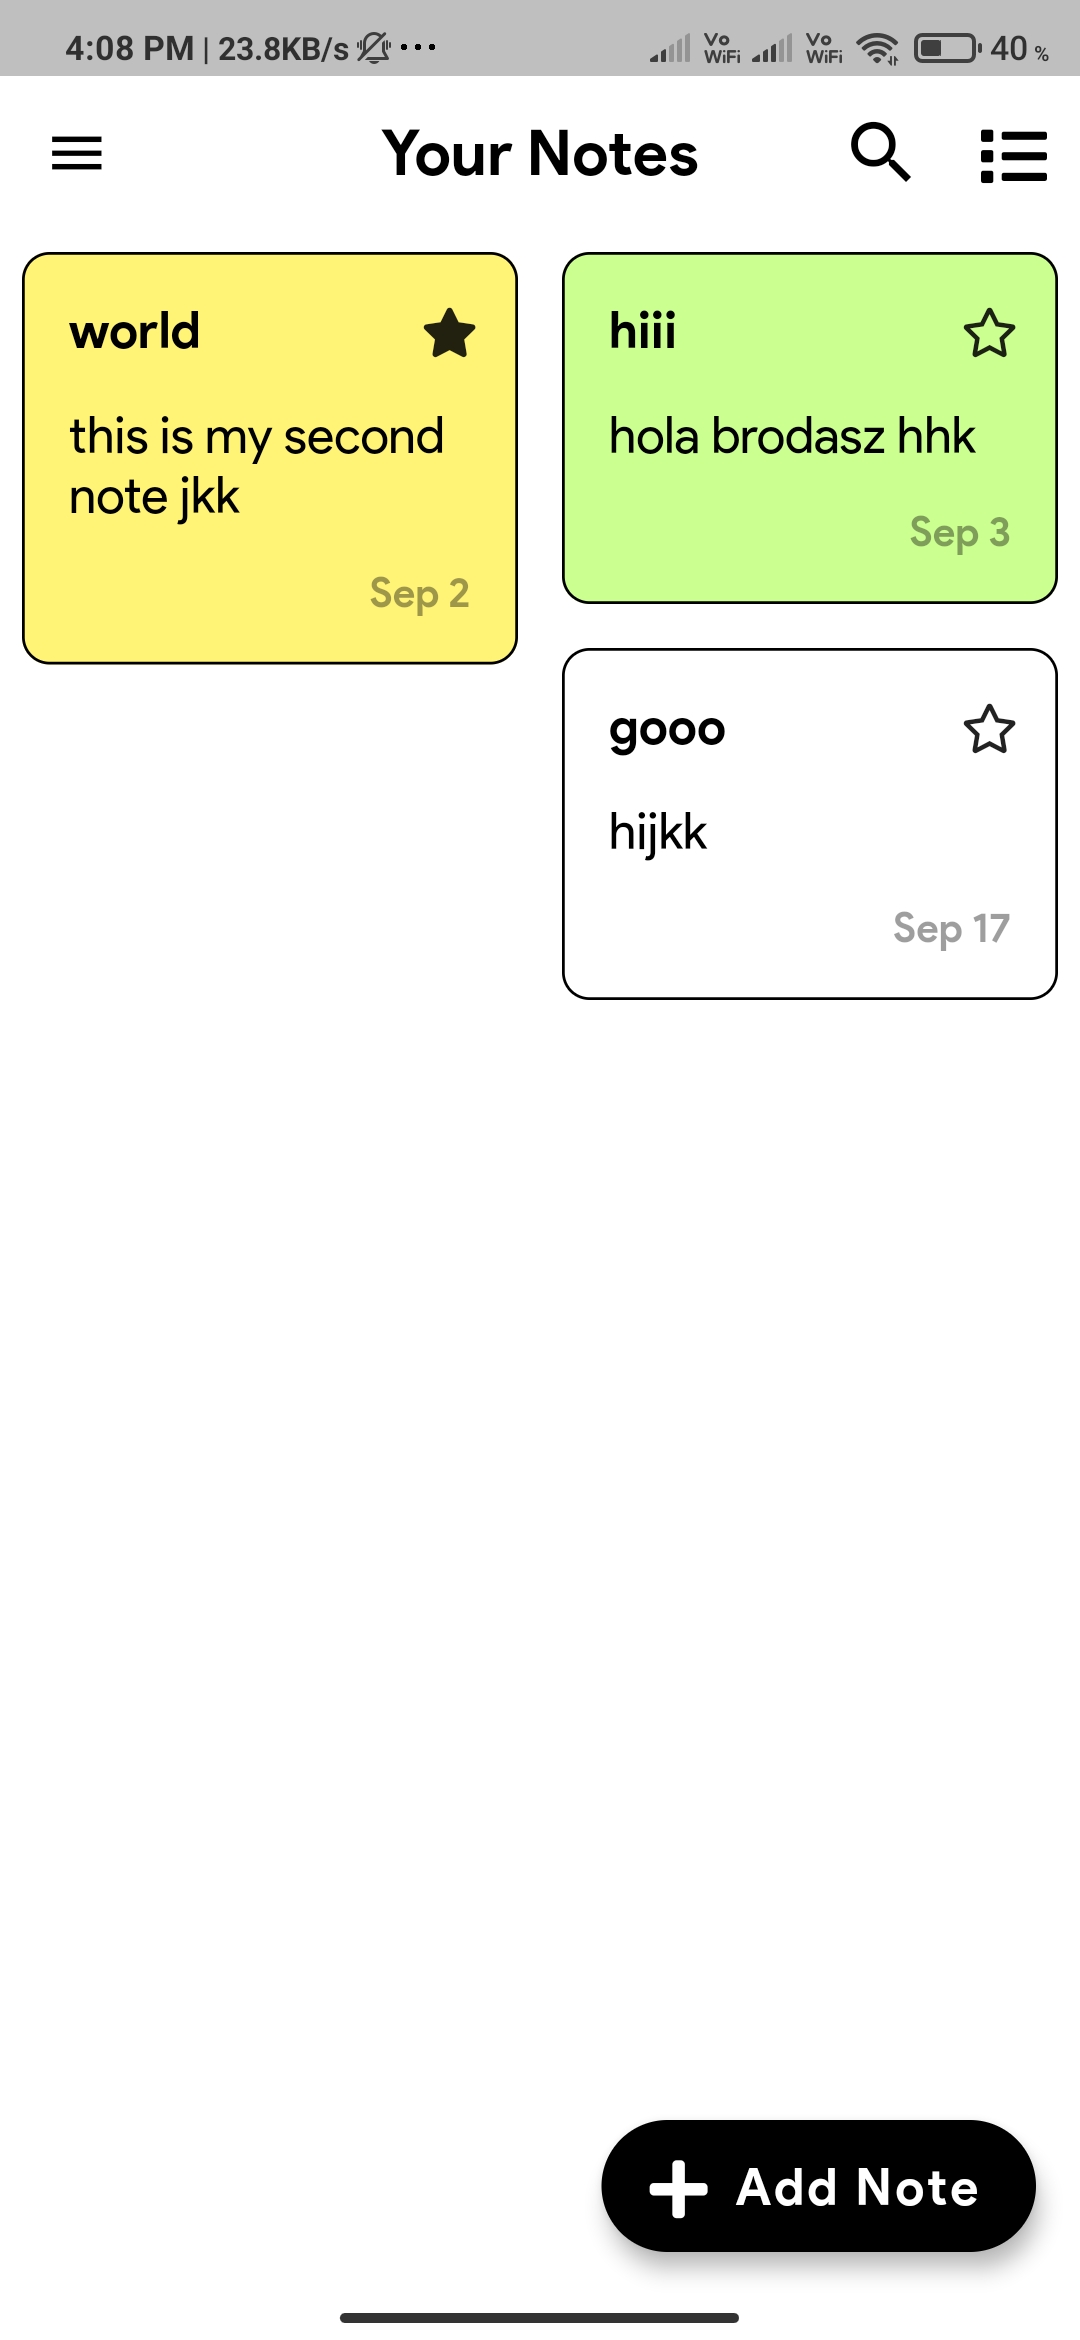 4:08 PM | 23.8KB/s ... Vo WiFi Vo WiFi 40 %
Your Notes
world
this is my second
note jkk
Sep 2
hiii
hola brodasz hhk
Sep 3
gooo
hijkk
Sep 17
Add Note